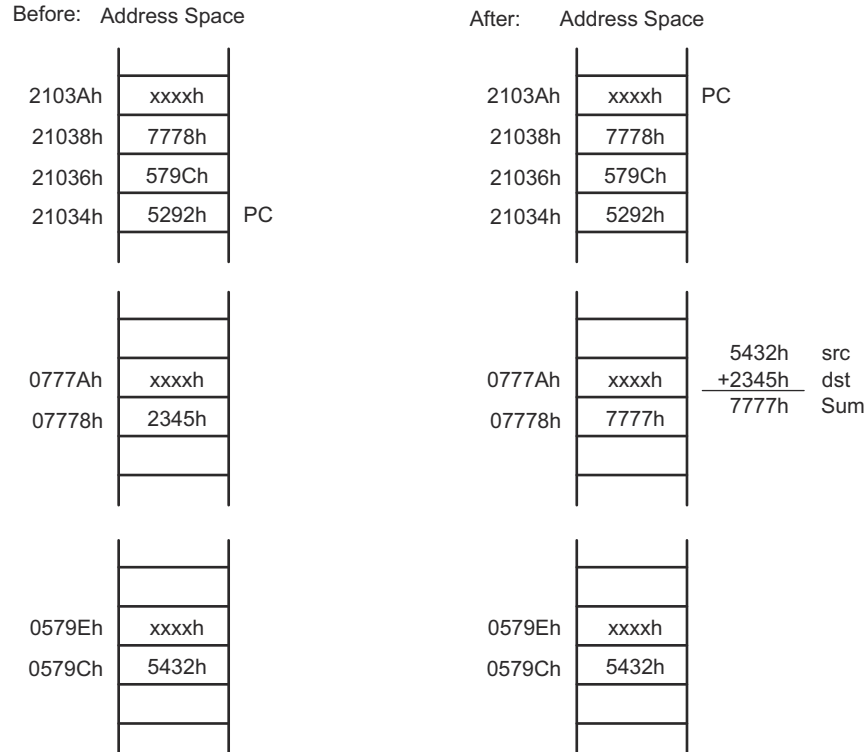 Before: Address Space
2103Ah xxxxh
21038h 7778h
21036h 579Ch
21034h 5292h PC
0777Ah xxxxh
07778h 2345h
0579Eh xxxxh
0579Ch 5432h
After: Address Space
2103Ah xxxxh PC
21038h 7778h
21036h 579Ch
21034h 5292h
0777Ah xxxxh
07778h 7777h
5432h src
+2345h dst
7777h Sum
0579Eh xxxxh
0579Ch 5432h